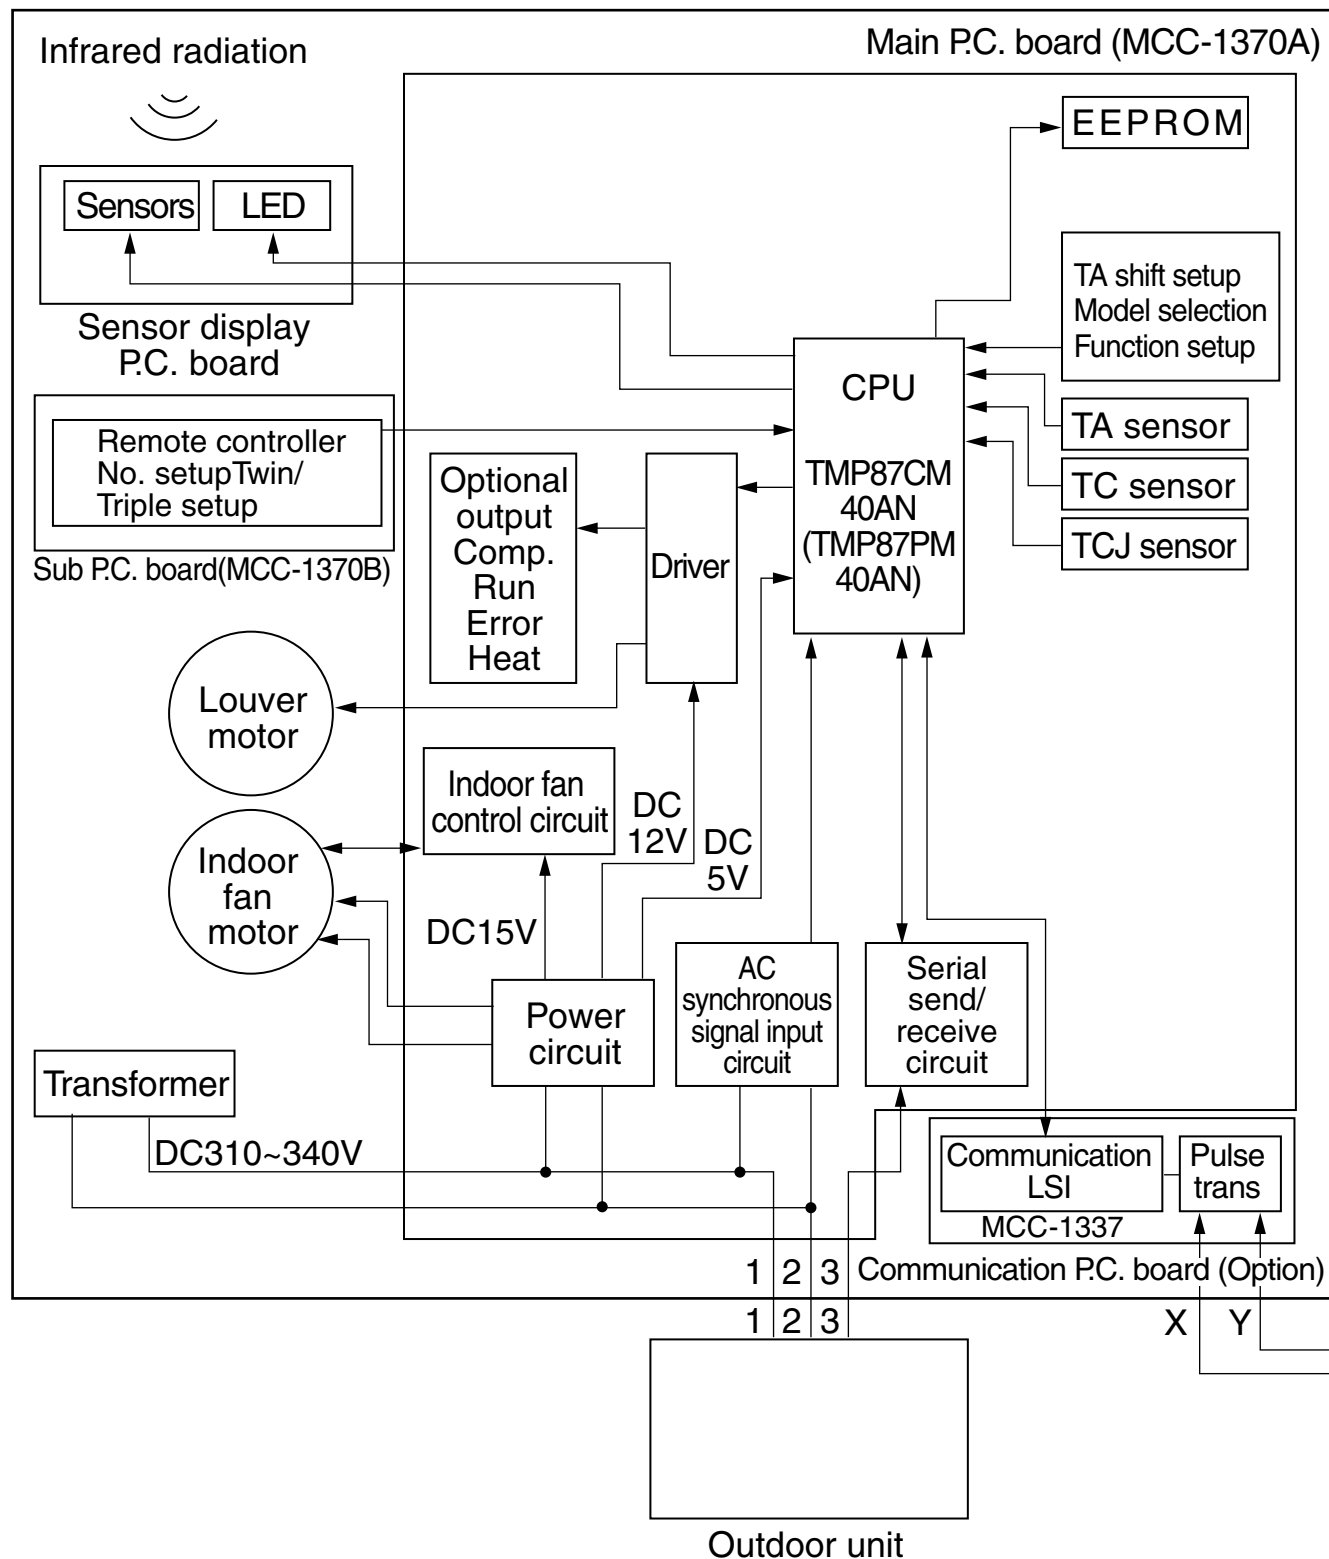 Infrared radiation
Main P.C. board (MCC-1370A)
EEPROM
Sensors
LED
Sensor display
P.C. board
TA shift setup
Model selection
Function setup
CPU
TMP87CM
40AN
(TMP87PM
40AN)
TA sensor
TC sensor
TCJ sensor
Remote controller
No. setupTwin/
Triple setup
Sub P.C. board(MCC-1370B)
Optional
output
Comp.
Run
Error
Heat
Driver
Louver
motor
Indoor fan
control circuit
DC
12V
DC
5V
Indoor
fan
motor
DC15V
Power
circuit
AC
synchronous
signal input
circuit
Serial
send/
receive
circuit
Transformer
DC310~340V
Communication
LSI
Pulse
trans
MCC-1337
Communication P.C. board (Option)
1 2 3
1 2 3
X Y
Outdoor unit